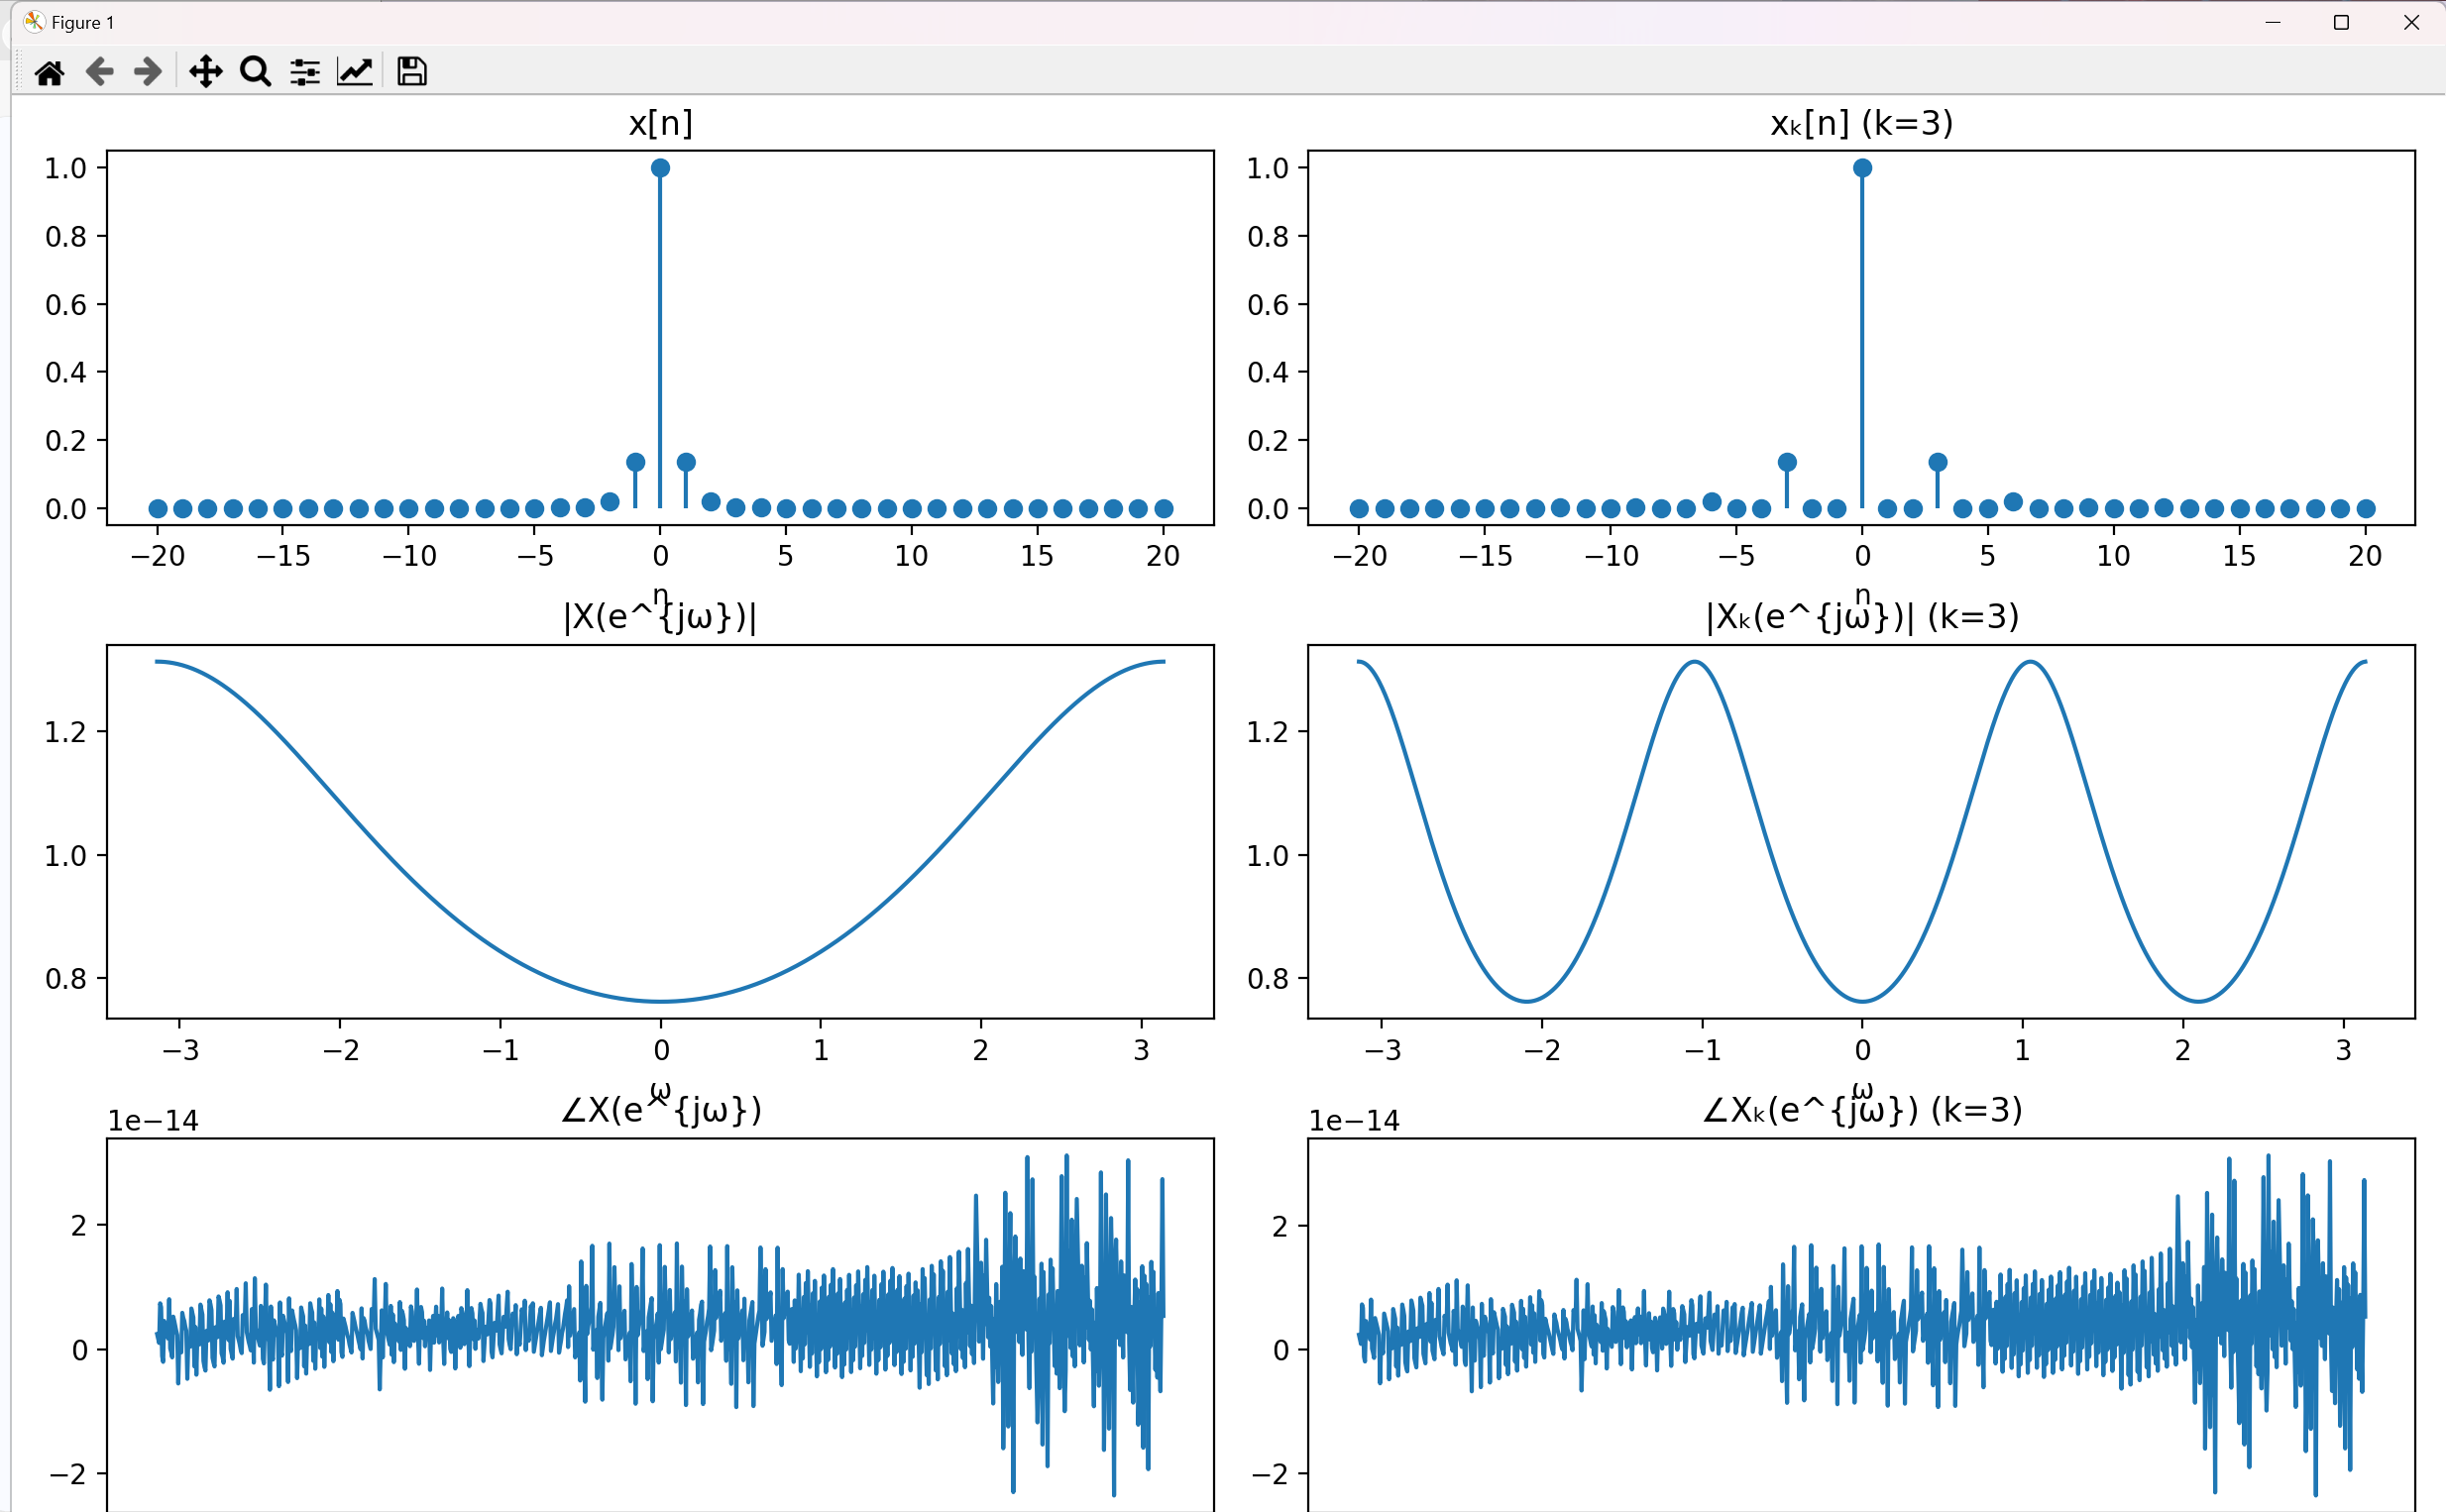 Figure 1
x[n]
1.0
0.8
0.6
0.4
0.2
0.0
−20 −15 −10 −5 0 5 10 15 20
n
xₖ[n] (k=3)
1.0
0.8
0.6
0.4
0.2
0.0
−20 −15 −10 −5 0 5 10 15 20
n
|X(e^{jω})|
1.2
1.0
0.8
−3 −2 −1 0 1 2 3
ω
|Xₖ(e^{jω})| (k=3)
1.2
1.0
0.8
−3 −2 −1 0 1 2 3
ω
∠X(e^{jω})
1e−14
2
0
−2
∠Xₖ(e^{jω}) (k=3)
1e−14
2
0
−2